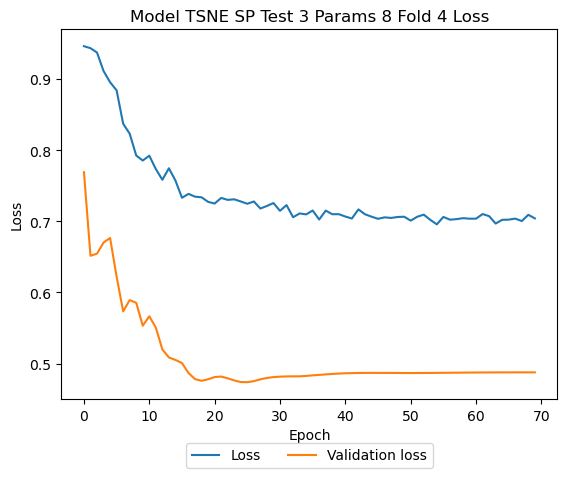 Model TSNE SP Test 3 Params 8 Fold 4 Loss
Loss
0.9
0.8
0.7
0.6
0.5
0 10 20 30 40 50 60 70
Epoch
Loss Validation loss